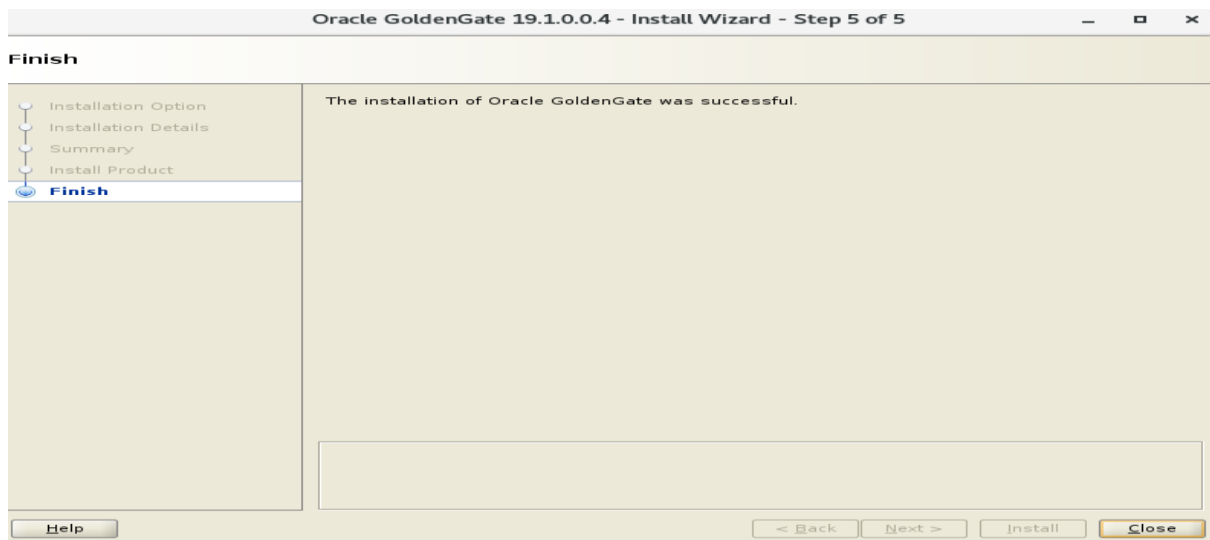 Oracle GoldenGate 19.1.0.0.4 - Install Wizard - Step 5 of 5
Finish
Installation Option
Installation Details
Summary
Install Product
Finish
The installation of Oracle GoldenGate was successful.
Help
< Back
Next >
Install
Close